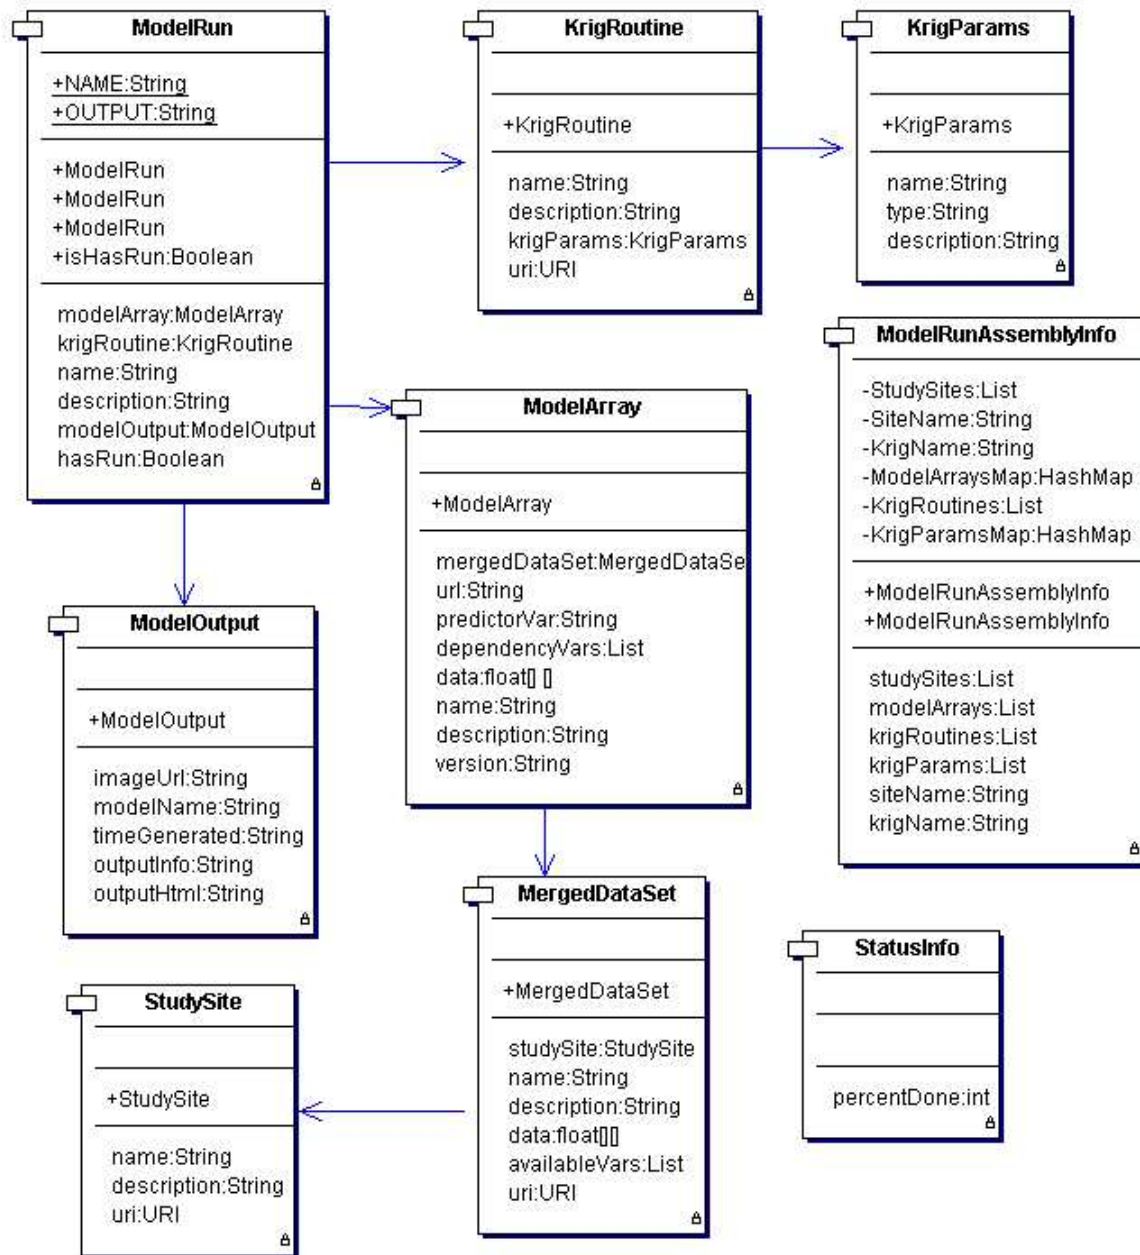 ModelRun
+NAME:String
+OUTPUT:String
+ModelRun
+ModelRun
+ModelRun
+isHasRun:Boolean
modelArray:ModelArray
krigRoutine:KrigRoutine
name:String
description:String
modelOutput:ModelOutput
hasRun:Boolean
KrigRoutine
+KrigRoutine
name:String
description:String
krigParams:KrigParams
uri:URI
KrigParams
+KrigParams
name:String
type:String
description:String
ModelRunAssemblyInfo
-StudySites:List
-SiteName:String
-KrigName:String
-ModelArraysMap:HashMap
-KrigRoutines:List
-KrigParamsMap:HashMap
+ModelRunAssemblyInfo
+ModelRunAssemblyInfo
studySites:List
modelArrays:List
krigRoutines:List
krigParams:List
siteName:String
krigName:String
ModelArray
+ModelArray
mergedDataSet:MergedDataSe
url:String
predictorVar:String
dependencyVars:List
data:float[] []
name:String
description:String
version:String
ModelOutput
+ModelOutput
imageUrl:String
modelName:String
timeGenerated:String
outputInfo:String
outputHtml:String
MergedDataSet
+MergedDataSet
studySite:StudySite
name:String
description:String
data:float[][]
availableVars:List
uri:URI
StudySite
+StudySite
name:String
description:String
uri:URI
StatusInfo
percentDone:int